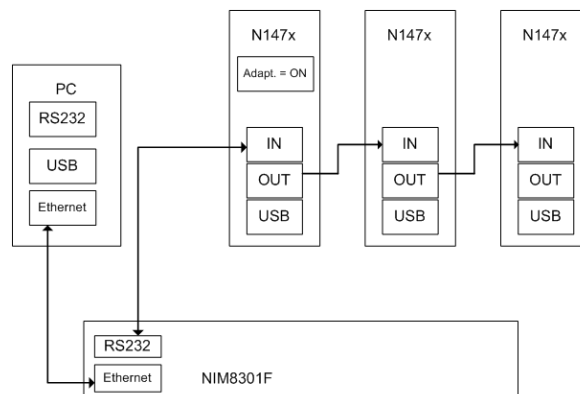 N147x
N147x
N147x
Adapt. = ON
PC
RS232
USB
Ethernet
IN
OUT
USB
IN
OUT
USB
IN
OUT
USB
RS232
Ethernet
NIM8301F